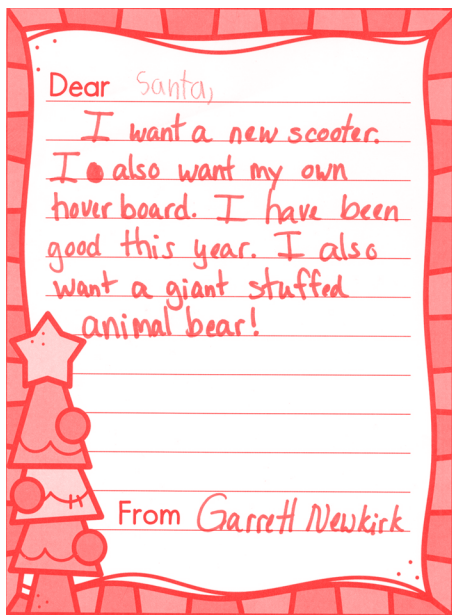 Dear Santa,
I want a new scooter.
I also want my own
hover board. I have been
good this year. I also
want a giant stuffed
animal bear!
From Garrett Newkirk